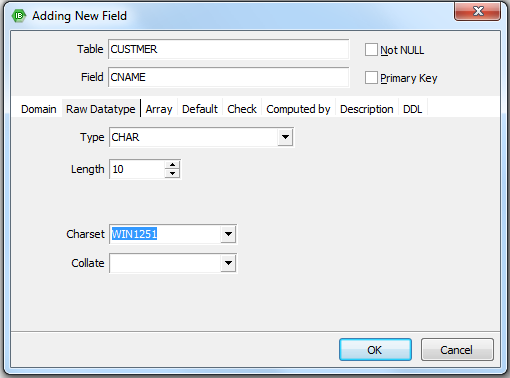 Adding New Field
Table CUSTMER Not NULL
Field CNAME Primary Key
Domain Raw Datatype Array Default Check Computed by Description DDL
Type CHAR
Length 10
Charset WIN1251
Collate
OK Cancel